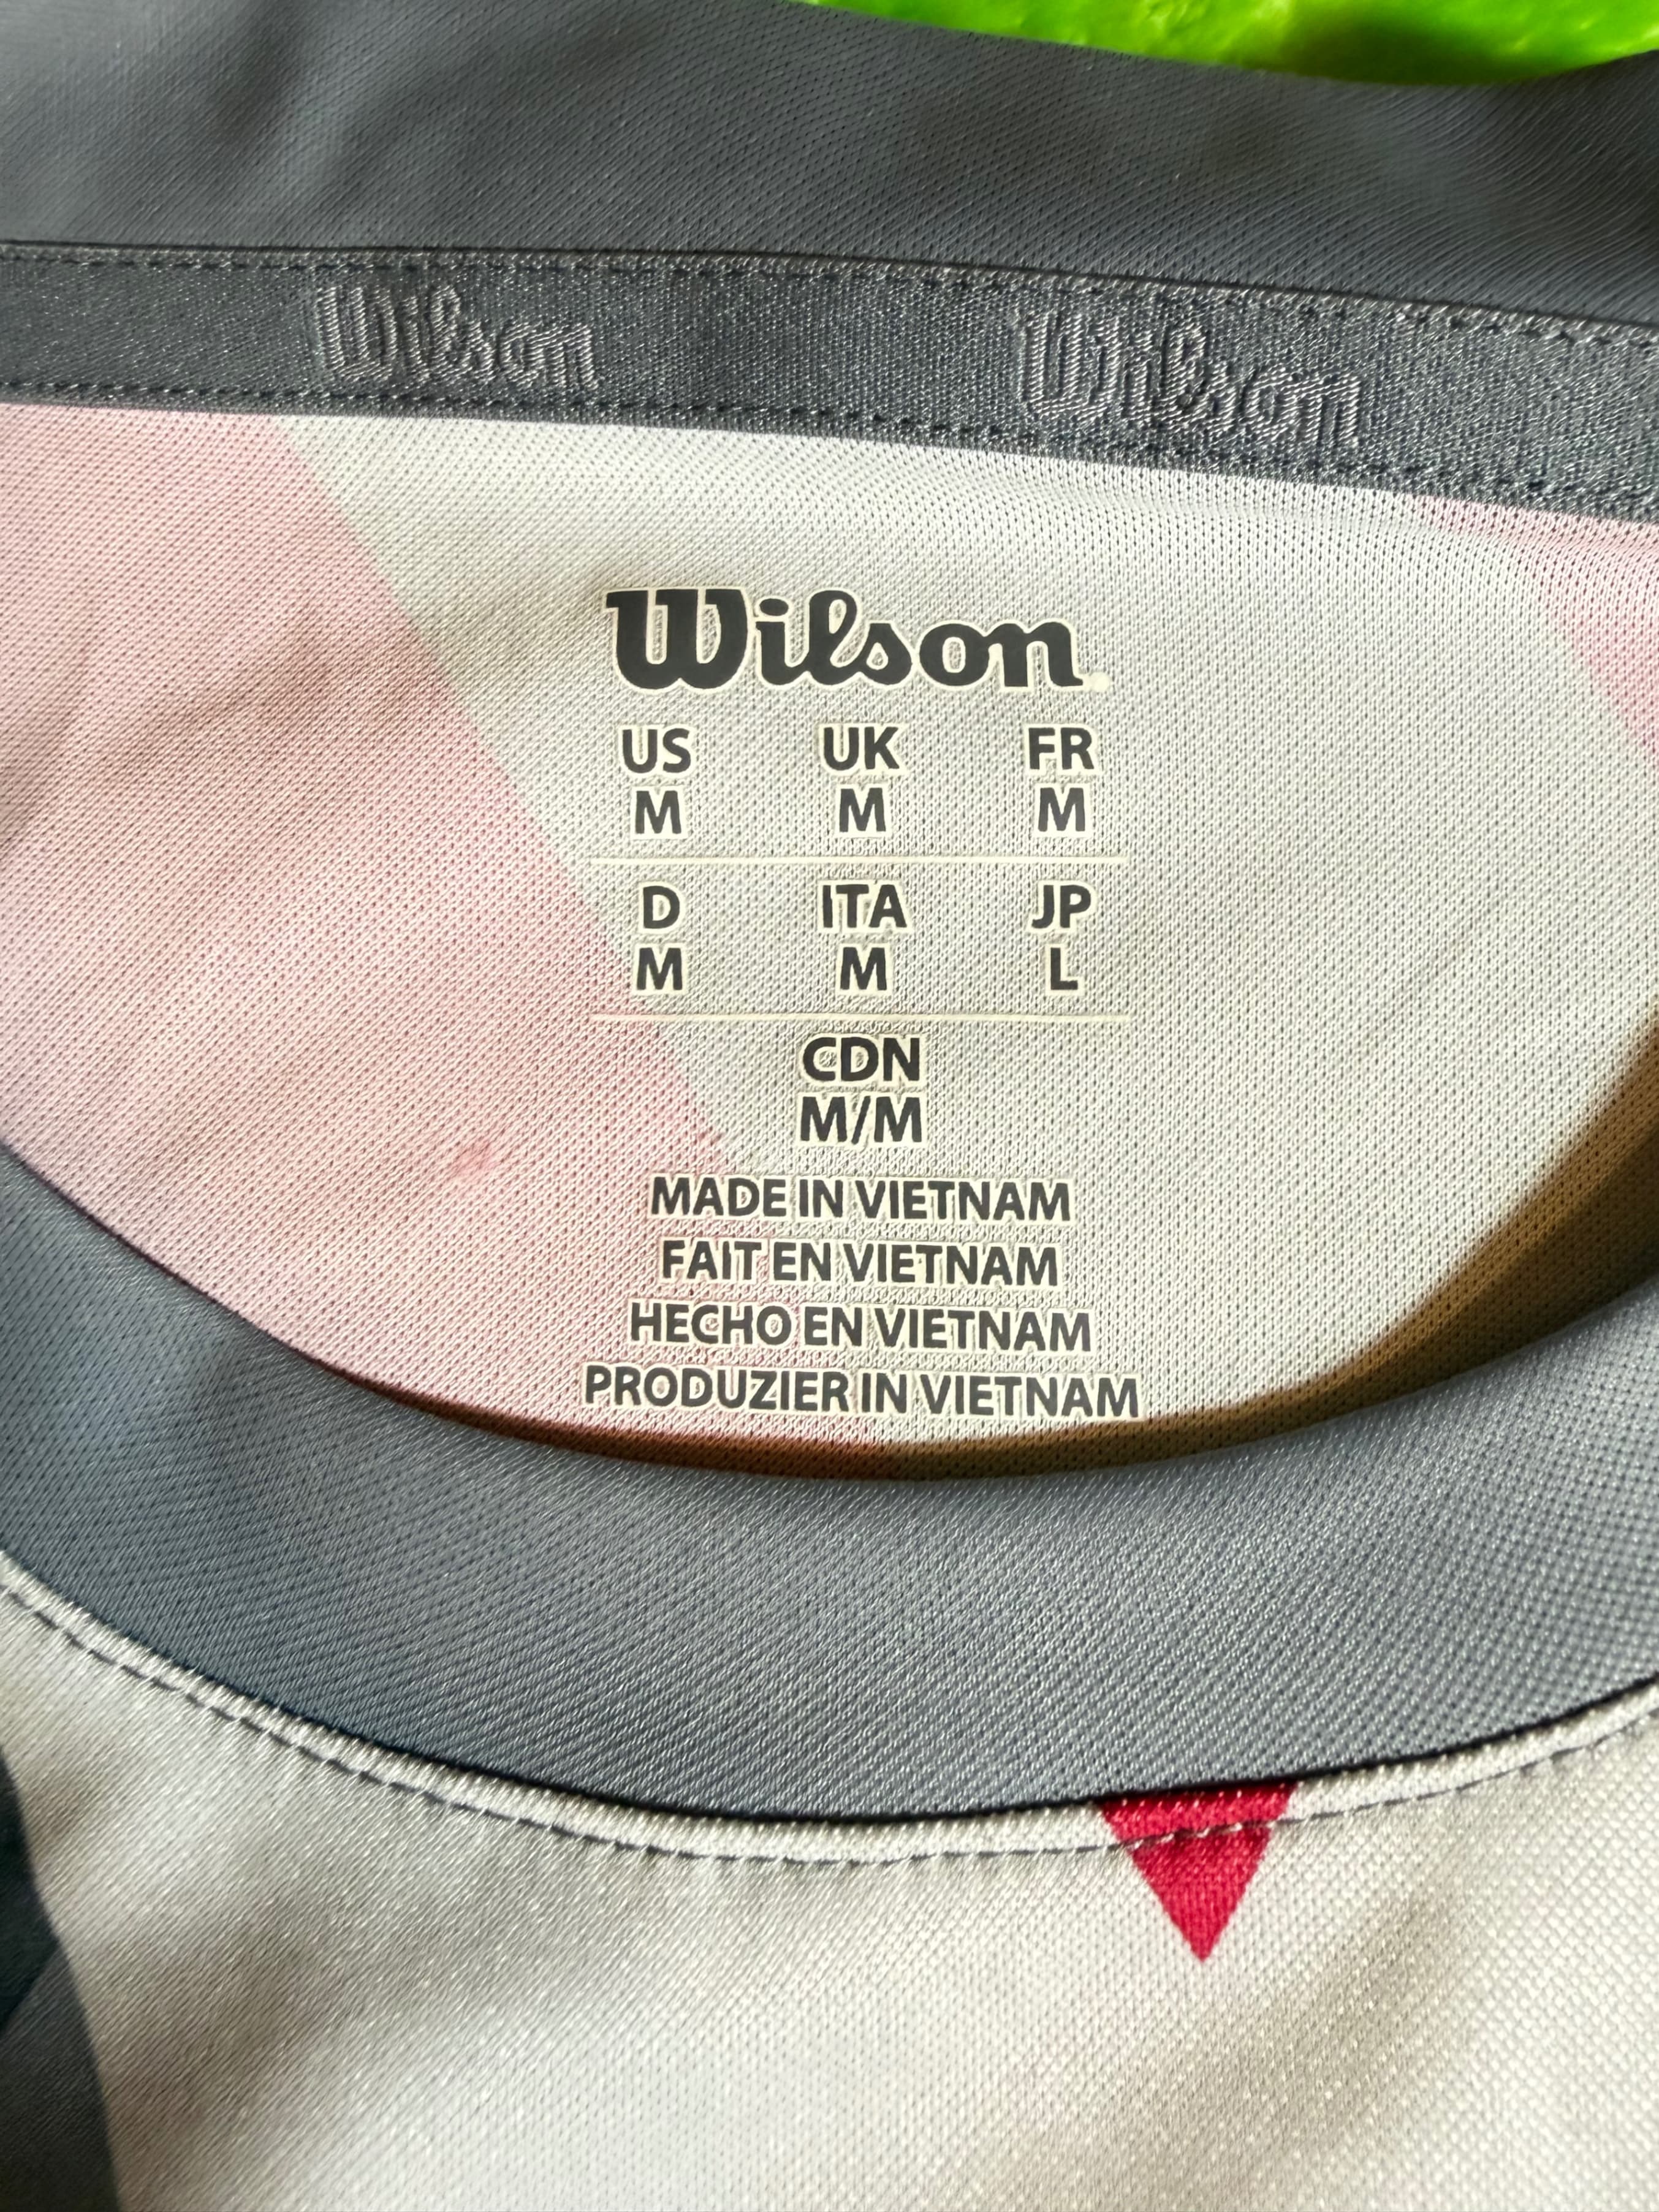 Wilson Wilson
Wilson
US UK FR
M M M
D ITA JP
M M L
CDN
M/M
MADE IN VIETNAM
FAIT EN VIETNAM
HECHO EN VIETNAM
PRODUZIER IN VIETNAM